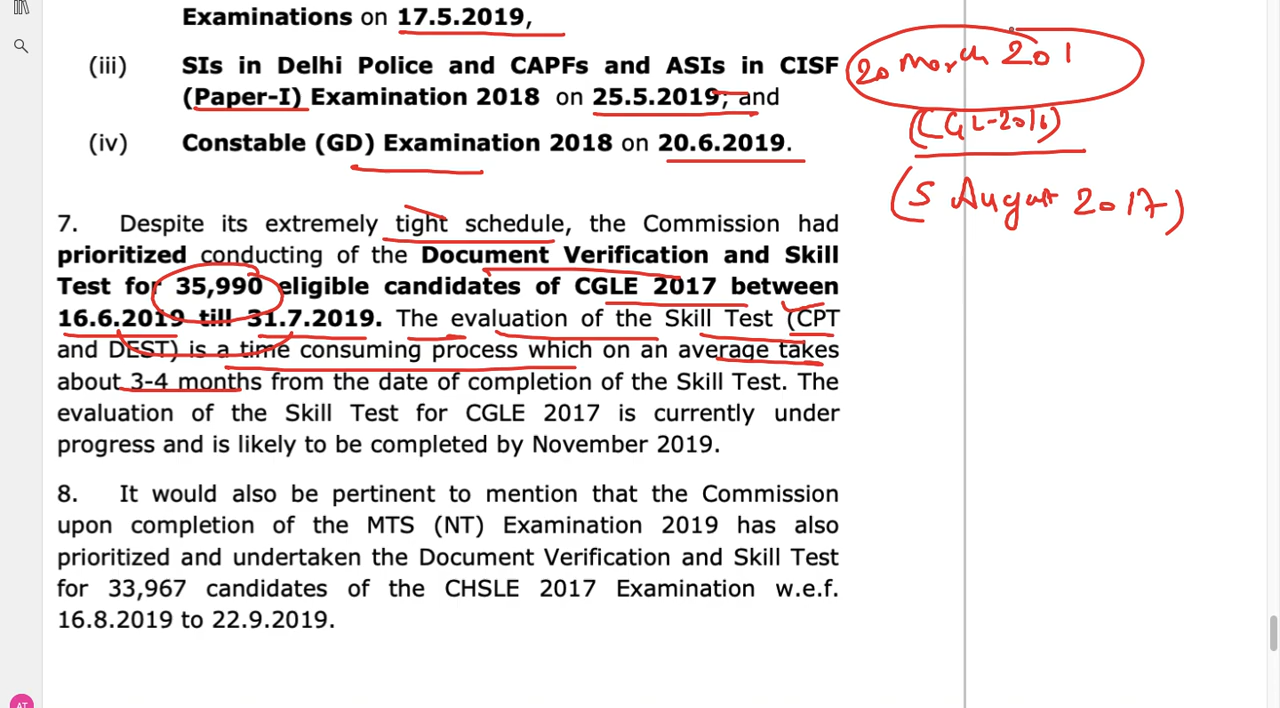 Examinations on 17.5.2019,
(iii) SIs in Delhi Police and CAPFs and ASIs in CISF
(Paper-I) Examination 2018 on 25.5.2019; and
(iv) Constable (GD) Examination 2018 on 20.6.2019.
7. Despite its extremely tight schedule, the Commission had
prioritized conducting of the Document Verification and Skill
Test for 35,990 eligible candidates of CGLE 2017 between
16.6.2019 till 31.7.2019. The evaluation of the Skill Test (CPT
and DEST) is a time consuming process which on an average takes
about 3-4 months from the date of completion of the Skill Test. The
evaluation of the Skill Test for CGLE 2017 is currently under
progress and is likely to be completed by November 2019.
8. It would also be pertinent to mention that the Commission
upon completion of the MTS (NT) Examination 2019 has also
prioritized and undertaken the Document Verification and Skill Test
for 33,967 candidates of the CHSLE 2017 Examination w.e.f.
16.8.2019 to 22.9.2019.
20 March 201
(CGL-2016)
(5 August 2017)
AT